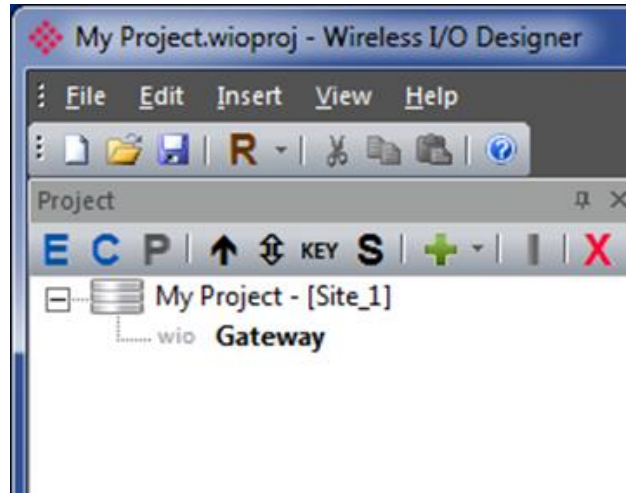 My Project.wioproj - Wireless I/O Designer
File Edit Insert View Help
R
Project
E C P KEY S X
My Project - [Site_1]
wio Gateway